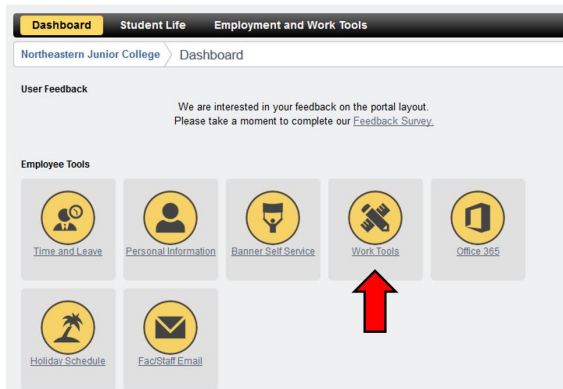 Dashboard Student Life Employment and Work Tools
Northeastern Junior College Dashboard
User Feedback
We are interested in your feedback on the portal layout.
Please take a moment to complete our Feedback Survey.
Employee Tools
Time and Leave Personal Information Banner Self Service Work Tools Office 365
Holiday Schedule Fac/Staff Email